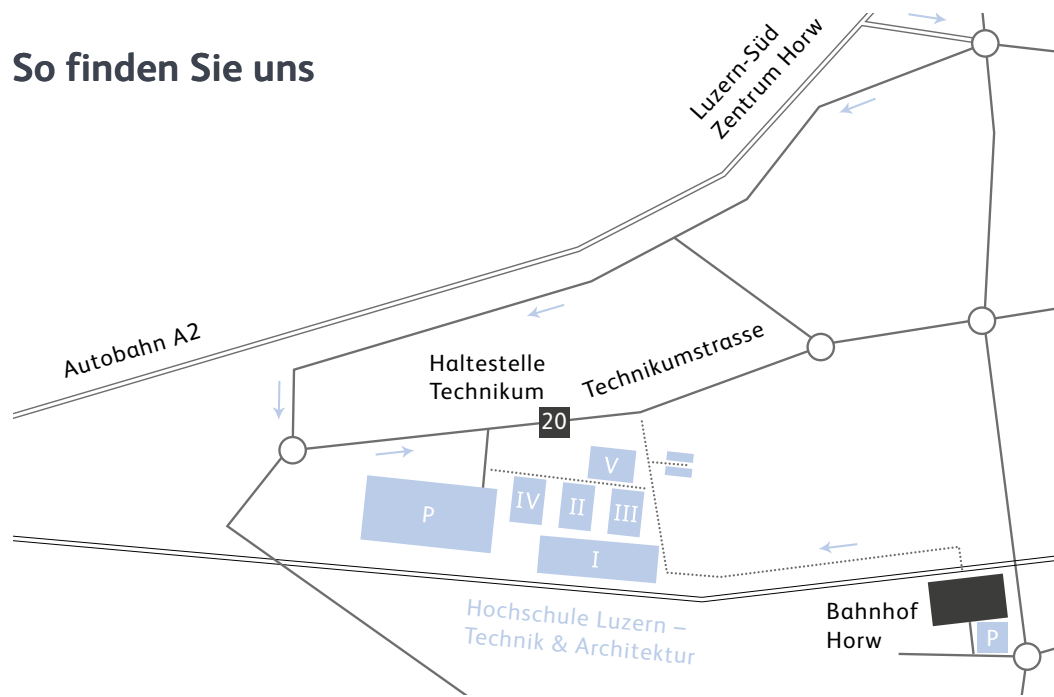 So finden Sie uns
Luzern-Süd
Zentrum Horw
Autobahn A2
Haltestelle
Technikum
Technikumstrasse
20
V
IV
II
III
P
I
Hochschule Luzern –
Technik & Architektur
Bahnhof
Horw
P